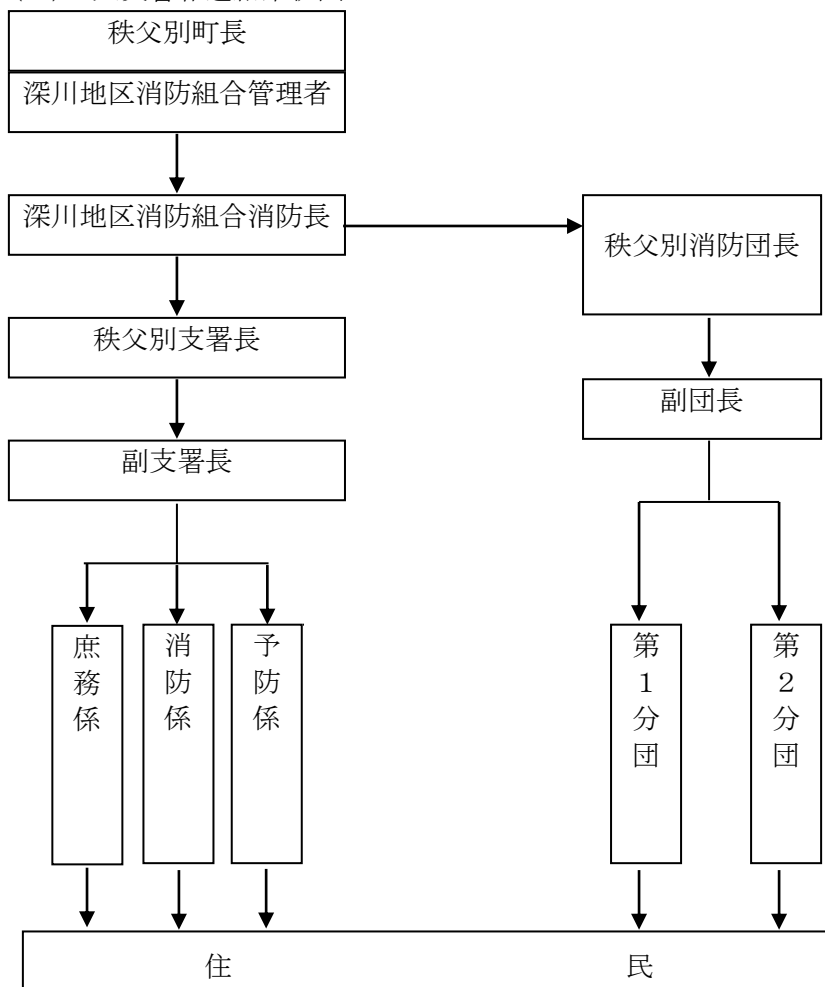 秩父別町長
深川地区消防組合管理者
深川地区消防組合消防長
秩父別消防団長
秩父別支署長
副団長
副支署長
庶務係
消防係
予防係
第１分団
第２分団
住民